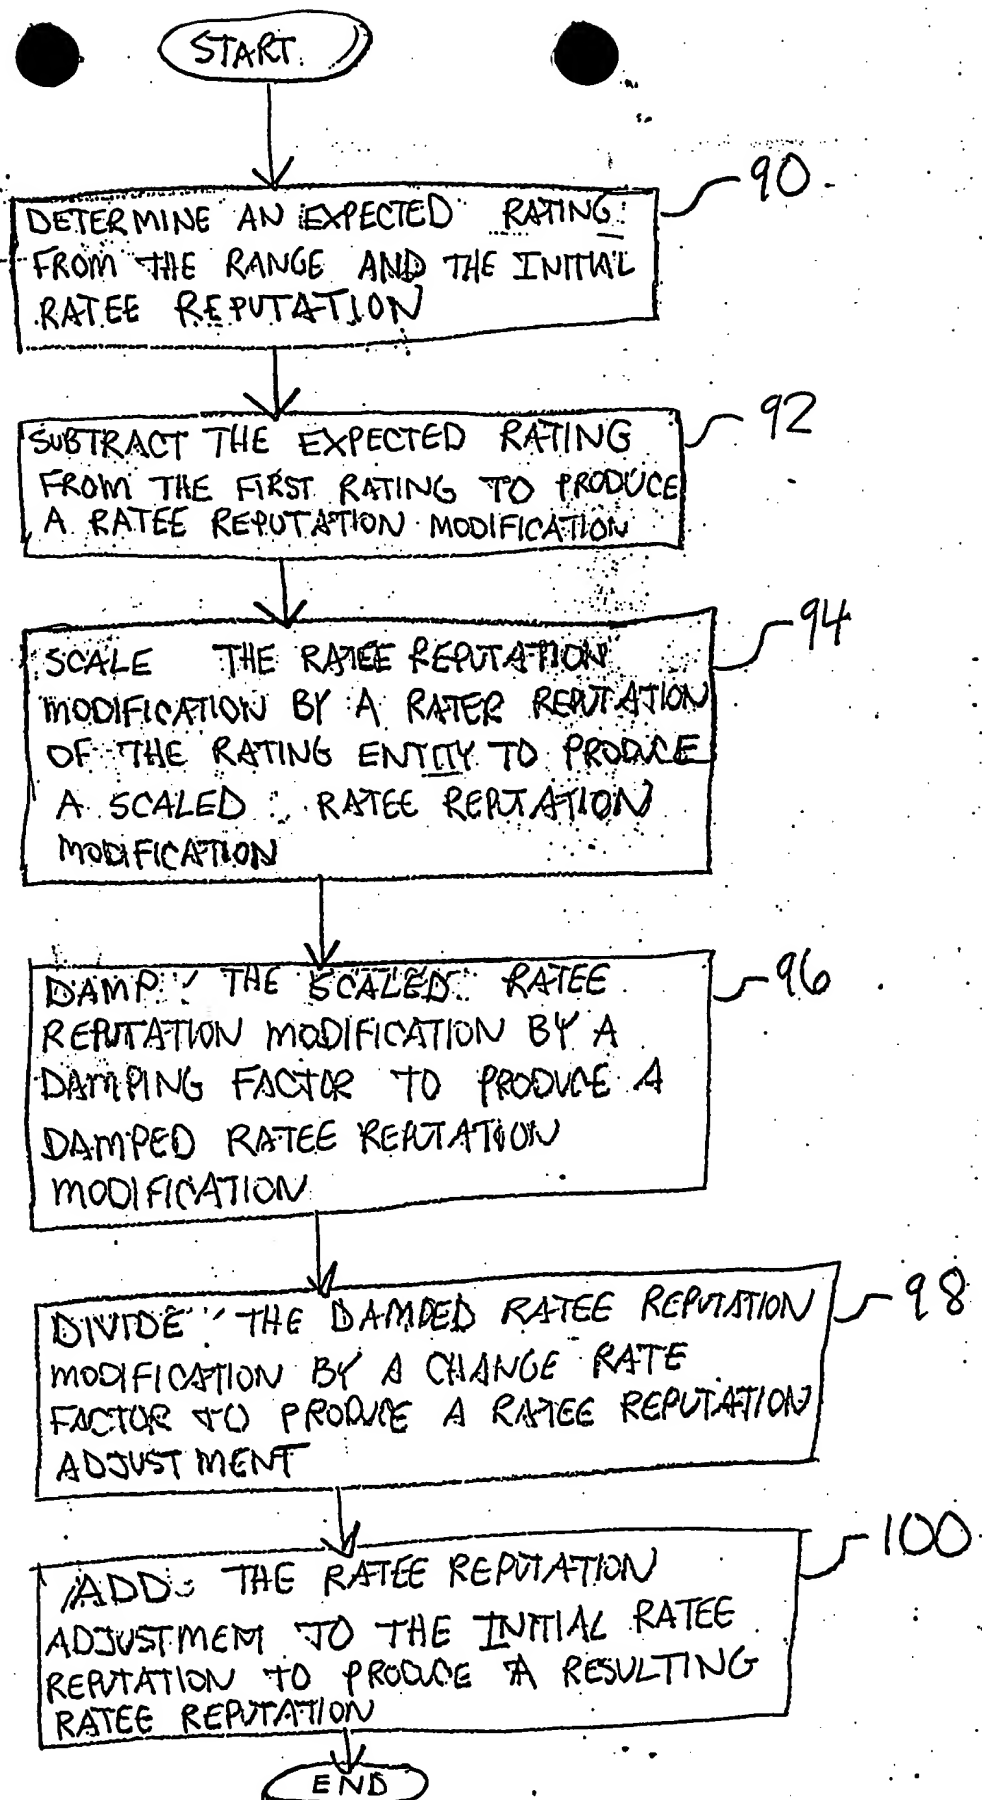 START
90
DETERMINE AN EXPECTED RATING
FROM THE RANGE AND THE INITIAL
RATEE REPUTATION
92
SUBTRACT THE EXPECTED RATING
FROM THE FIRST RATING TO PRODUCE
A RATEE REPUTATION MODIFICATION
94
SCALE THE RATEE REPUTATION
MODIFICATION BY A RATER REPUTATION
OF THE RATING ENTITY TO PRODUCE
A SCALED RATEE REPUTATION
MODIFICATION
96
DAMP THE SCALED RATEE
REPUTATION MODIFICATION BY A
DAMPING FACTOR TO PRODUCE A
DAMPED RATEE REPUTATION
MODIFICATION
98
DIVIDE THE DAMPED RATEE REPUTATION
MODIFICATION BY A CHANGE RATE
FACTOR TO PRODUCE A RATEE REPUTATION
ADJUSTMENT
100
ADD THE RATEE REPUTATION
ADJUSTMENT TO THE INITIAL RATEE
REPUTATION TO PRODUCE A RESULTING
RATEE REPUTATION
END